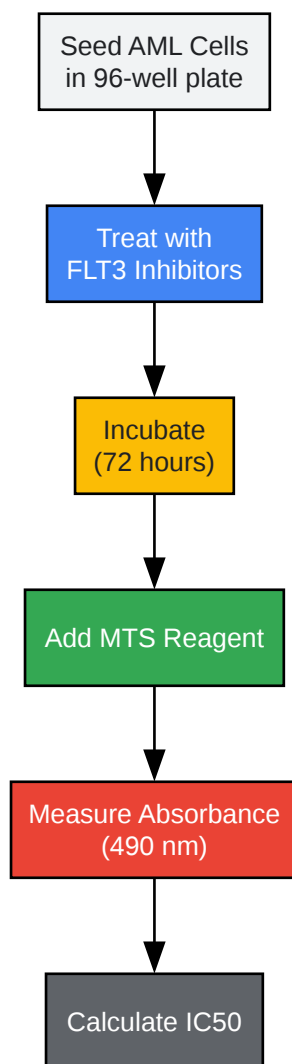 Seed AML Cells
in 96-well plate
Treat with
FLT3 Inhibitors
Incubate
(72 hours)
Add MTS Reagent
Measure Absorbance
(490 nm)
Calculate IC50